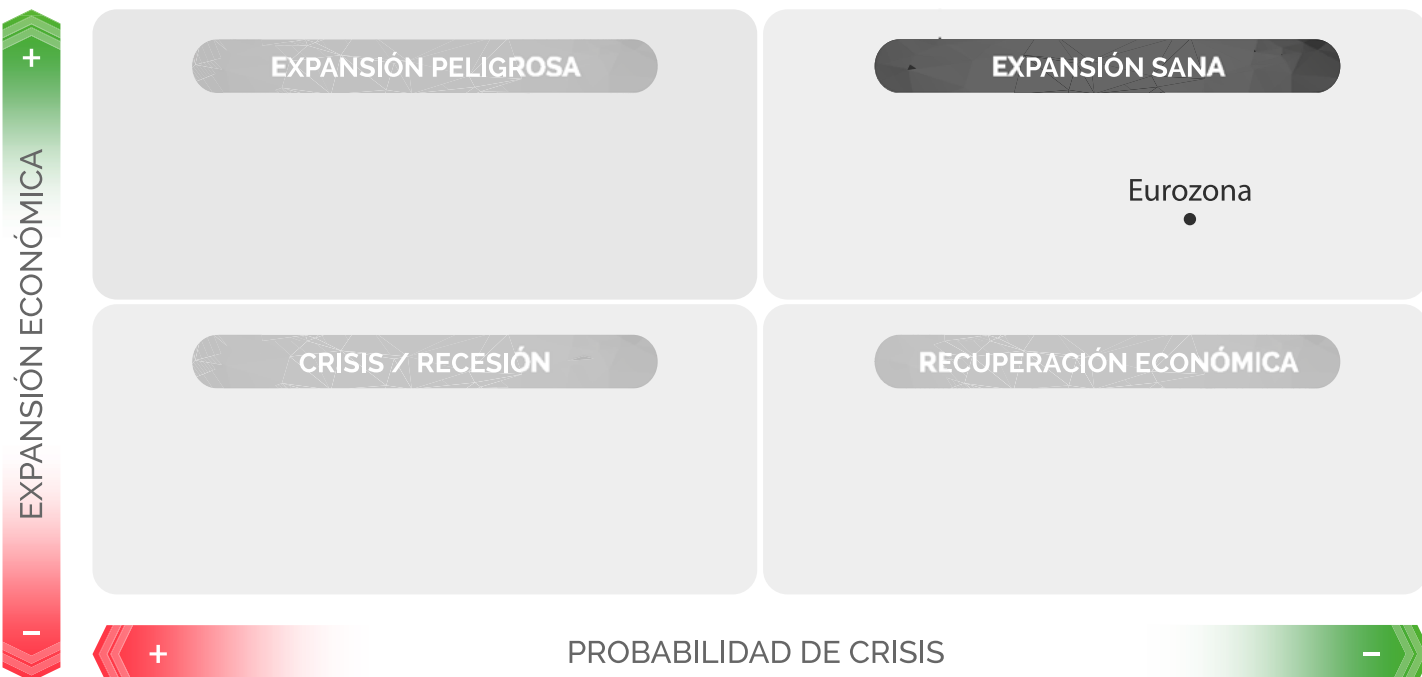 +
EXPANSIÓN ECONÓMICA
−
EXPANSIÓN PELIGROSA
EXPANSIÓN SANA
Eurozona
CRISIS / RECESIÓN
RECUPERACIÓN ECONÓMICA
+
PROBABILIDAD DE CRISIS
−